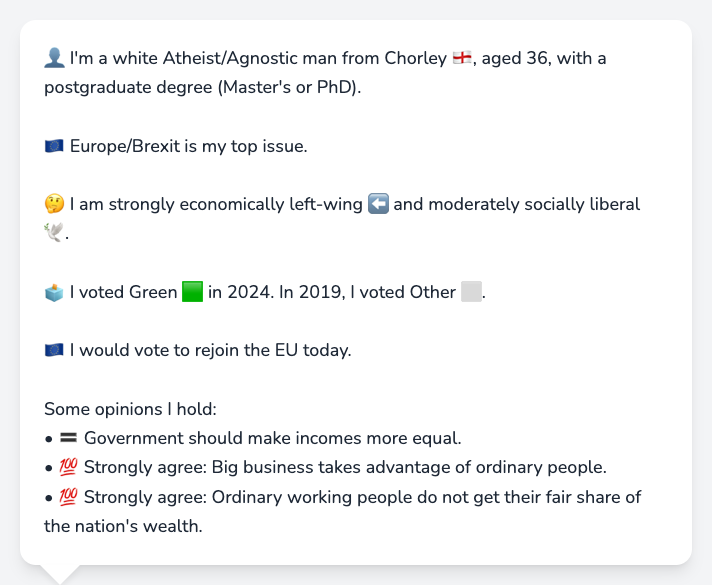 👤 I'm a white Atheist/Agnostic man from Chorley 🏴󠁧󠁢󠁥󠁮󠁧󠁿, aged 36, with a
postgraduate degree (Master's or PhD).
🇪🇺 Europe/Brexit is my top issue.
🤔 I am strongly economically left-wing ⬅️ and moderately socially liberal
🕊️.
🗳️ I voted Green 🟩 in 2024. In 2019, I voted Other ⬜.
🇪🇺 I would vote to rejoin the EU today.
Some opinions I hold:
• 🟰 Government should make incomes more equal.
• 💯 Strongly agree: Big business takes advantage of ordinary people.
• 💯 Strongly agree: Ordinary working people do not get their fair share of
the nation's wealth.